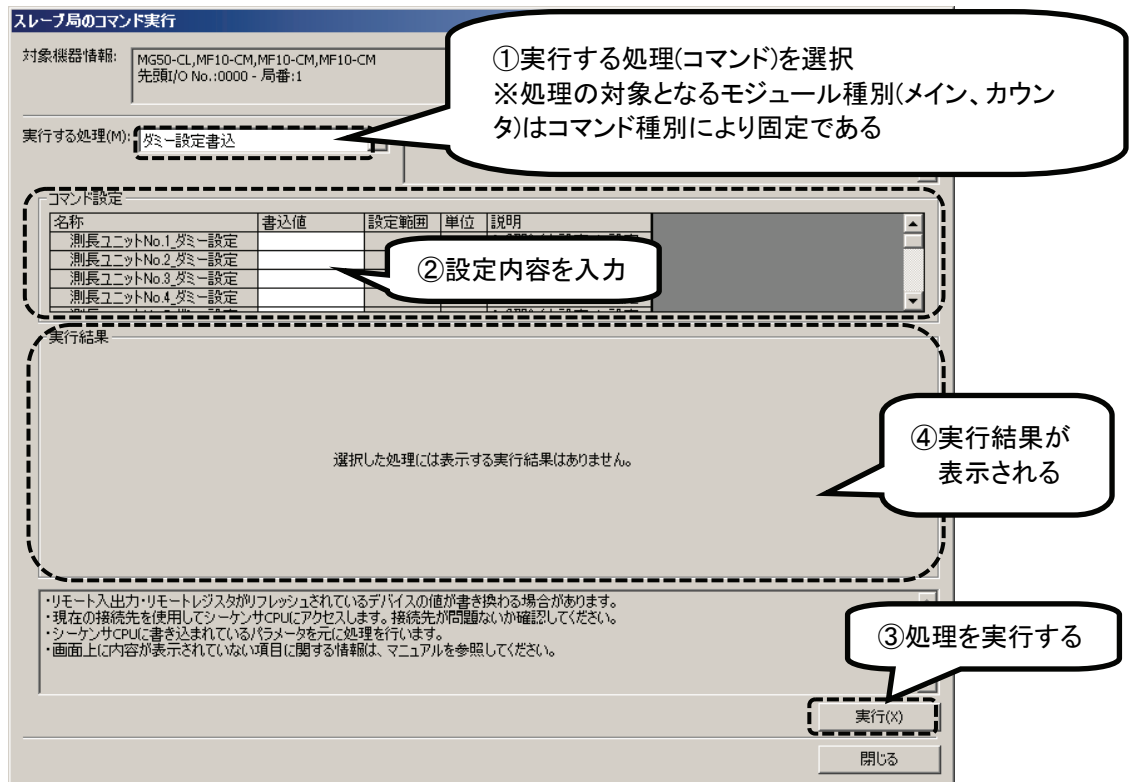 スレーブ局のコマンド実行
対象機器情報:
MG50-CL,MF10-CM,MF10-CM,MF10-CM
先頭I/O No.:0000 - 局番:1
①実行する処理(コマンド)を選択
※処理の対象となるモジュール種別(メイン、カウン
タ)はコマンド種別により固定である
実行する処理(M):
ダミー設定書込
コマンド設定
名称 書込値 設定範囲 単位 説明
測長ユニットNo.1_ダミー設定
測長ユニットNo.2_ダミー設定
測長ユニットNo.3_ダミー設定
測長ユニットNo.4_ダミー設定
②設定内容を入力
実行結果
選択した処理には表示する実行結果はありません。
④実行結果が
表示される
・リモート入出力・リモートレジスタがリフレッシュされているデバイスの値が書き換わる場合があります。
・現在の接続先を使用してシーケンサCPUにアクセスします。接続先が問題ないか確認してください。
・シーケンサCPUに書き込まれているパラメータを元に処理を行います。
・画面上に内容が表示されていない項目に関する情報は、マニュアルを参照してください。
③処理を実行する
実行(X)
閉じる